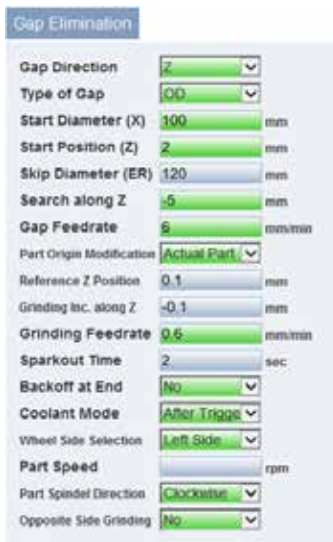 Gap Elimination
Gap Direction Z
Type of Gap OD
Start Diameter (X) 100 mm
Start Position (Z) 2 mm
Skip Diameter (ER) 120 mm
Search along Z -5 mm
Gap Feedrate 6 mm/min
Part Origin Modification Actual Part
Reference Z Position 0.1 mm
Grinding Inc. along Z -0.1 mm
Grinding Feedrate 0.6 mm/min
Sparkout Time 2 sec
Backoff at End No
Coolant Mode After Trigge
Wheel Side Selection Left Side
Part Speed rpm
Part Spindel Direction Clockwise
Opposite Side Grinding No